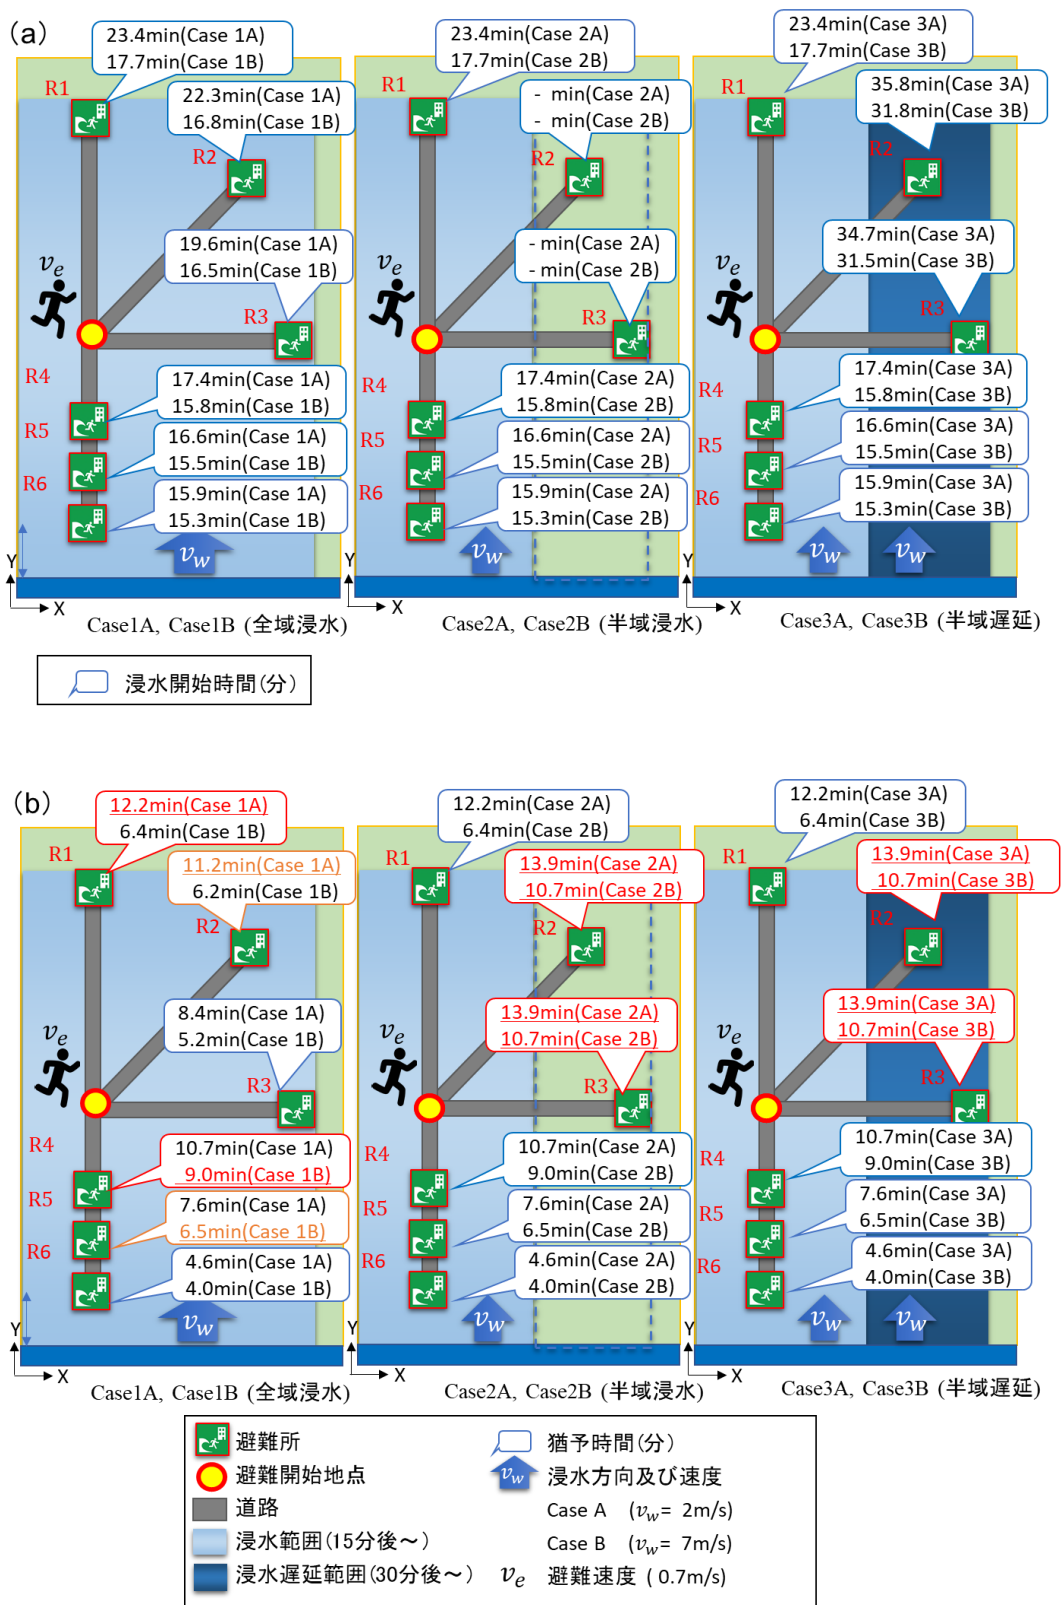 (a)
23.4min(Case 1A)
17.7min(Case 1B)
R1
22.3min(Case 1A)
16.8min(Case 1B)
R2
19.6min(Case 1A)
16.5min(Case 1B)
R3
v_e
R4
17.4min(Case 1A)
15.8min(Case 1B)
R5
16.6min(Case 1A)
15.5min(Case 1B)
R6
15.9min(Case 1A)
15.3min(Case 1B)
v_w
Y
X
Case1A, Case1B (全域浸水)
23.4min(Case 2A)
17.7min(Case 2B)
R1
- min(Case 2A)
- min(Case 2B)
R2
- min(Case 2A)
- min(Case 2B)
R3
v_e
R4
17.4min(Case 2A)
15.8min(Case 2B)
R5
16.6min(Case 2A)
15.5min(Case 2B)
R6
15.9min(Case 2A)
15.3min(Case 2B)
v_w
Y
X
Case2A, Case2B (半域浸水)
23.4min(Case 3A)
17.7min(Case 3B)
R1
35.8min(Case 3A)
31.8min(Case 3B)
R2
34.7min(Case 3A)
31.5min(Case 3B)
R3
v_e
R4
17.4min(Case 3A)
15.8min(Case 3B)
R5
16.6min(Case 3A)
15.5min(Case 3B)
R6
15.9min(Case 3A)
15.3min(Case 3B)
v_w
v_w
Y
X
Case3A, Case3B (半域遅延)
浸水開始時間(分)
(b)
12.2min(Case 1A)
6.4min(Case 1B)
R1
11.2min(Case 1A)
6.2min(Case 1B)
R2
8.4min(Case 1A)
5.2min(Case 1B)
R3
v_e
R4
10.7min(Case 1A)
9.0min(Case 1B)
R5
7.6min(Case 1A)
6.5min(Case 1B)
R6
4.6min(Case 1A)
4.0min(Case 1B)
v_w
Y
X
Case1A, Case1B (全域浸水)
12.2min(Case 2A)
6.4min(Case 2B)
R1
13.9min(Case 2A)
10.7min(Case 2B)
R2
13.9min(Case 2A)
10.7min(Case 2B)
R3
v_e
R4
10.7min(Case 2A)
9.0min(Case 2B)
R5
7.6min(Case 2A)
6.5min(Case 2B)
R6
4.6min(Case 2A)
4.0min(Case 2B)
v_w
Y
X
Case2A, Case2B (半域浸水)
12.2min(Case 3A)
6.4min(Case 3B)
R1
13.9min(Case 3A)
10.7min(Case 3B)
R2
13.9min(Case 3A)
10.7min(Case 3B)
R3
v_e
R4
10.7min(Case 3A)
9.0min(Case 3B)
R5
7.6min(Case 3A)
6.5min(Case 3B)
R6
4.6min(Case 3A)
4.0min(Case 3B)
v_w
v_w
Y
X
Case3A, Case3B (半域遅延)
避難所
避難開始地点
道路
浸水範囲(15分後～)
浸水遅延範囲(30分後～)
猶予時間(分)
v_w 浸水方向及び速度
Case A (v_w= 2m/s)
Case B (v_w= 7m/s)
v_e 避難速度 ( 0.7m/s)